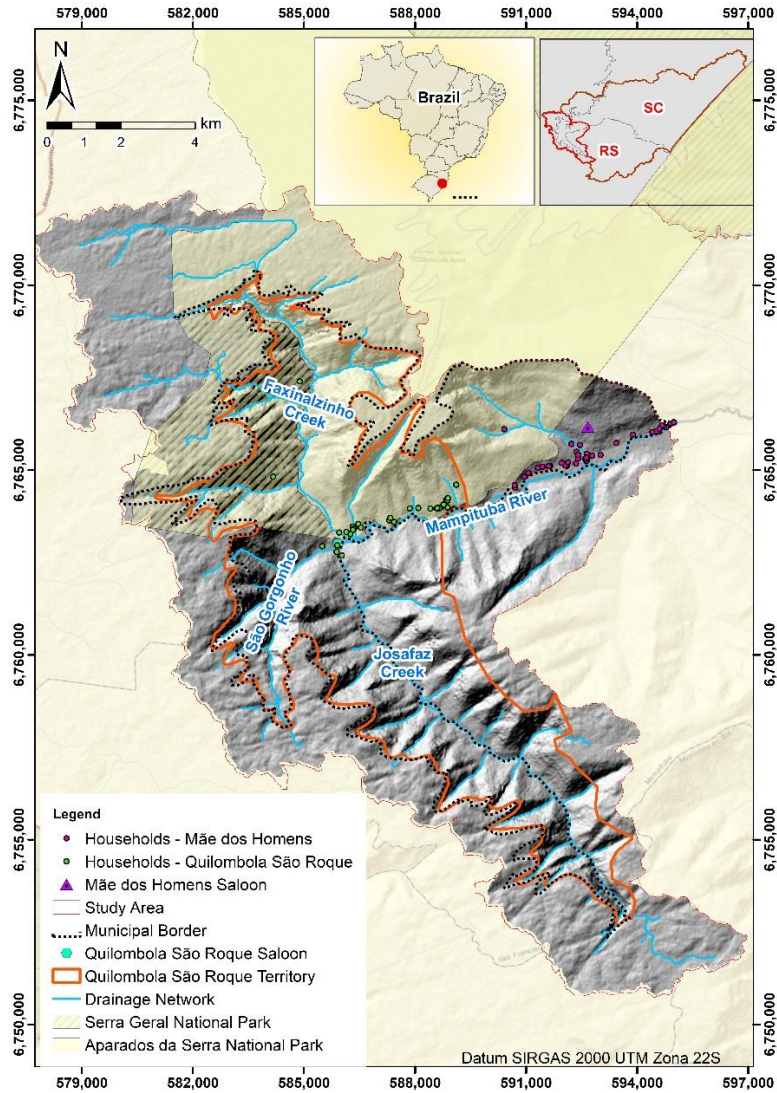 579,000 582,000 585,000 588,000 591,000 594,000 597,000
N
km
0 1 2 4
Brazil
SC
RS
6,775,000
6,775,000
6,770,000
6,770,000
Faxinalzinho
Creek
6,765,000
6,765,000
Mampituba River
São Gorgonho
River
Josafaz
Creek
6,760,000
6,760,000
6,755,000
6,755,000
6,750,000
6,750,000
Legend
Households - Mãe dos Homens
Households - Quilombola São Roque
Mãe dos Homens Saloon
Study Area
Municipal Border
Quilombola São Roque Saloon
Quilombola São Roque Territory
Drainage Network
Serra Geral National Park
Aparados da Serra National Park
Datum SIRGAS 2000 UTM Zona 22S
579,000 582,000 585,000 588,000 591,000 594,000 597,000